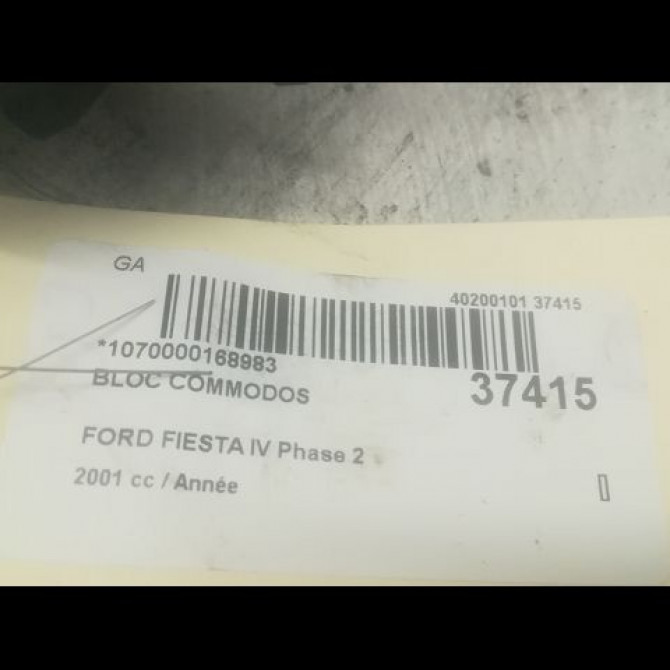 GA
40200101 37415
*1070000168983
BLOC COMMODOS
37415
FORD FIESTA IV Phase 2
2001 cc / Année